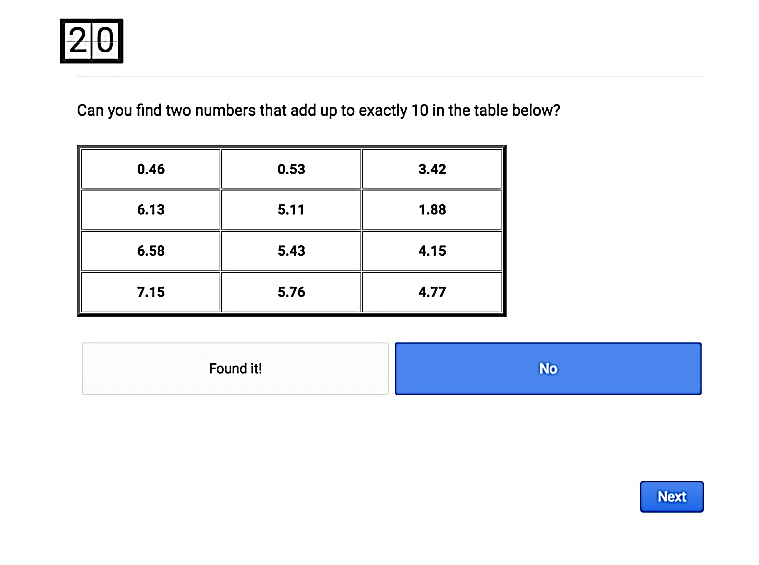 20
Can you find two numbers that add up to exactly 10 in the table below?
0.46 0.53 3.42
6.13 5.11 1.88
6.58 5.43 4.15
7.15 5.76 4.77
Found it! No
Next